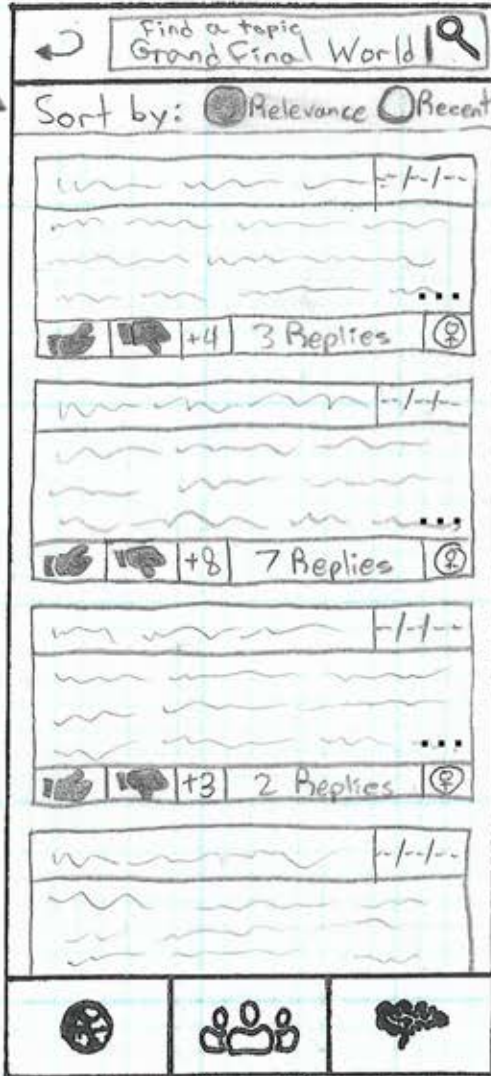 Find a topic
Grand Final World
Sort by: Relevance Recent
--/--/--
...
+4 3 Replies
--/--/--
...
+8 7 Replies
--/--/--
...
+3 2 Replies
--/--/--